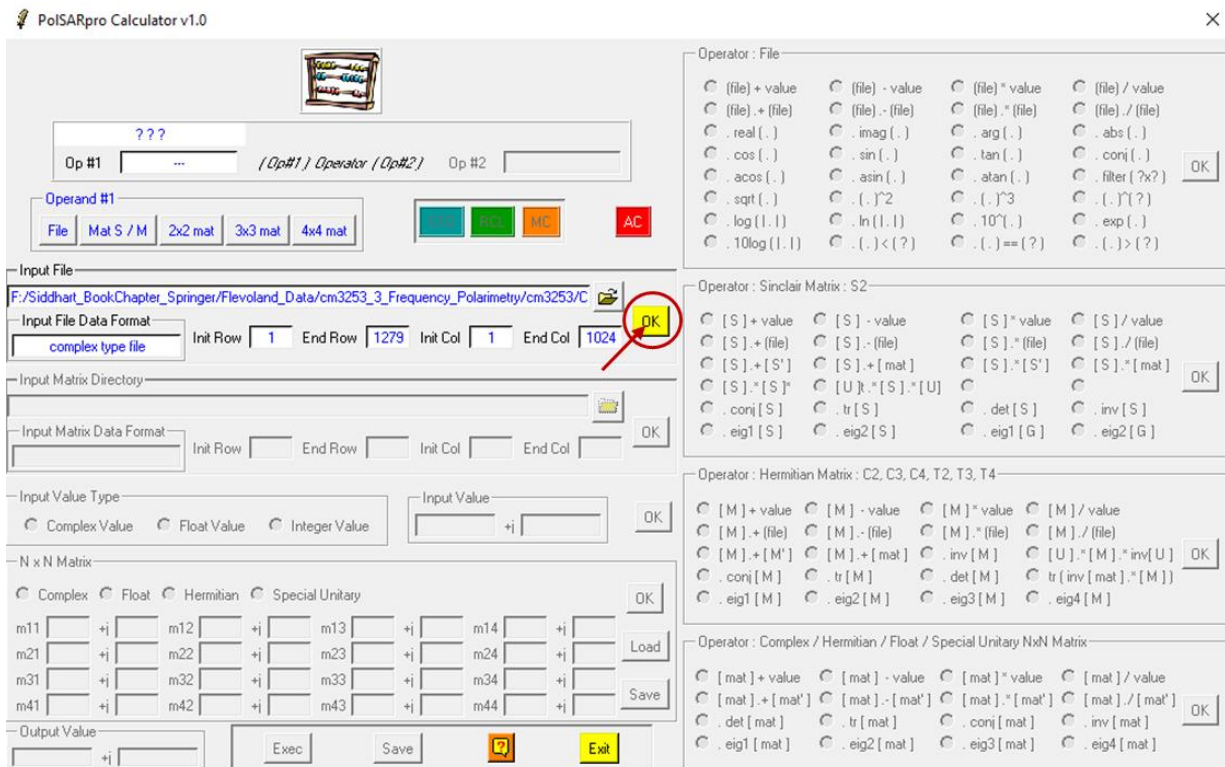 PolSARpro Calculator v1.0
???
Op #1 --- ( Op#1 ) Operator ( Op#2 ) Op #2
Operand #1
File Mat S / M 2x2 mat 3x3 mat 4x4 mat
RCL MC AC
Input File
F:/Siddhart_BookChapter_Springer/Flevoland_Data/cm3253_3_Frequency_Polarimetry/cm3253/C
OK
Input File Data Format
complex type file
Init Row 1 End Row 1279 Init Col 1 End Col 1024
Input Matrix Directory
Input Matrix Data Format
Init Row End Row Init Col End Col
OK
Input Value Type
Complex Value Float Value Integer Value
Input Value
+j
OK
N x N Matrix
Complex Float Hermitian Special Unitary OK
m11 +j m12 +j m13 +j m14 +j
m21 +j m22 +j m23 +j m24 +j Load
m31 +j m32 +j m33 +j m34 +j
m41 +j m42 +j m43 +j m44 +j Save
Output Value
+j
Exec Save ? Exit
Operator : File
(file) + value (file) - value (file) * value (file) / value
(file) .+ (file) (file) .- (file) (file) .* (file) (file) ./ (file)
. real ( . ) . imag ( . ) . arg ( . ) . abs ( . )
. cos ( . ) . sin ( . ) . tan ( . ) . conj ( . )
. acos ( . ) . asin ( . ) . atan ( . ) . filter ( ?x? )
. sqrt ( . ) . ( . )^2 . ( . )^3 . ( . )^( ? )
. log ( | . | ) . ln ( | . | ) . 10^( . ) . exp ( . )
. 10log ( | . | ) . ( . ) < ( ? ) . ( . ) == ( ? ) . ( . ) > ( ? )
OK
Operator : Sinclair Matrix : S2
[ S ] + value [ S ] - value [ S ] * value [ S ] / value
[ S ] .+ (file) [ S ] .- (file) [ S ] .* (file) [ S ] ./ (file)
[ S ] .+ [ S' ] [ S ] .+ [ mat ] [ S ] .* [ S' ] [ S ] .* [ mat ]
[ S ] .* [ S ]* [ U ]t .* [ S ] .* [ U ]
. conj [ S ] . tr [ S ] . det [ S ] . inv [ S ]
. eig1 [ S ] . eig2 [ S ] . eig1 [ G ] . eig2 [ G ]
OK
Operator : Hermitian Matrix : C2, C3, C4, T2, T3, T4
[ M ] + value [ M ] - value [ M ] * value [ M ] / value
[ M ] .+ (file) [ M ] .- (file) [ M ] .* (file) [ M ] ./ (file)
[ M ] .+ [ M' ] [ M ] .+ [ mat ] . inv [ M ] [ U ] .* [ M ] .* inv[ U ]
. conj [ M ] . tr [ M ] . det [ M ] tr ( inv [ mat ] .* [ M ] )
. eig1 [ M ] . eig2 [ M ] . eig3 [ M ] . eig4 [ M ]
OK
Operator : Complex / Hermitian / Float / Special Unitary NxN Matrix
[ mat ] + value [ mat ] - value [ mat ] * value [ mat ] / value
[ mat ] .+ [ mat' ] [ mat ] .- [ mat' ] [ mat ] .* [ mat' ] [ mat ] ./ [ mat' ]
. det [ mat ] . tr [ mat ] . conj [ mat ] . inv [ mat ]
. eig1 [ mat ] . eig2 [ mat ] . eig3 [ mat ] . eig4 [ mat ]
OK